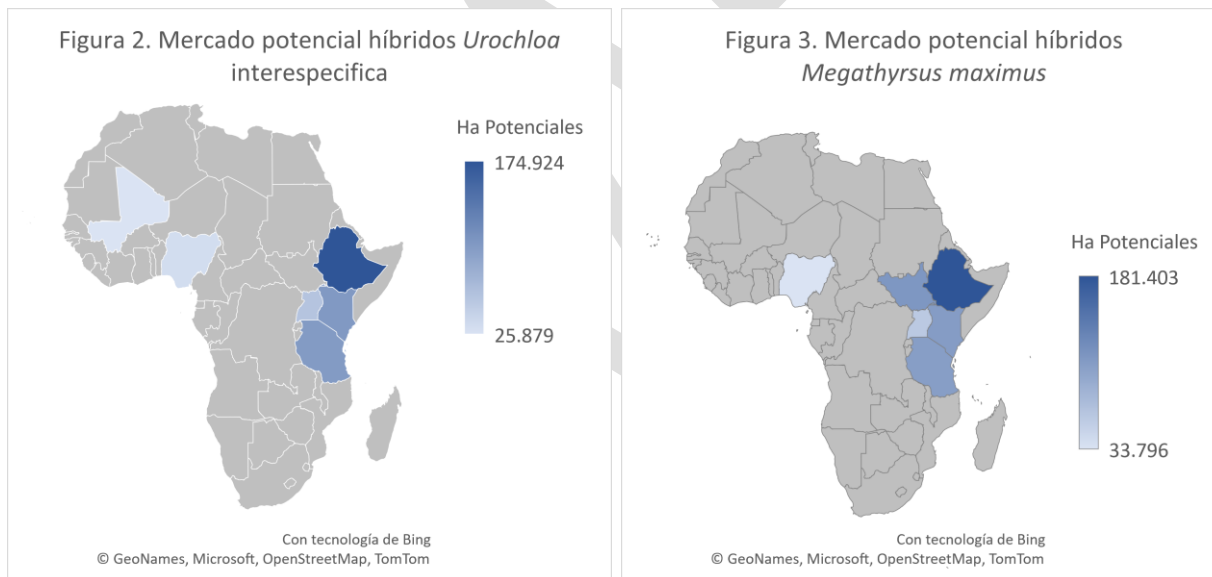 Figura 2. Mercado potencial híbridos Urochloa
interespecifica
Ha Potenciales
174.924
25.879
Con tecnología de Bing
© GeoNames, Microsoft, OpenStreetMap, TomTom
Figura 3. Mercado potencial híbridos
Megathyrsus maximus
Ha Potenciales
181.403
33.796
Con tecnología de Bing
© GeoNames, Microsoft, OpenStreetMap, TomTom